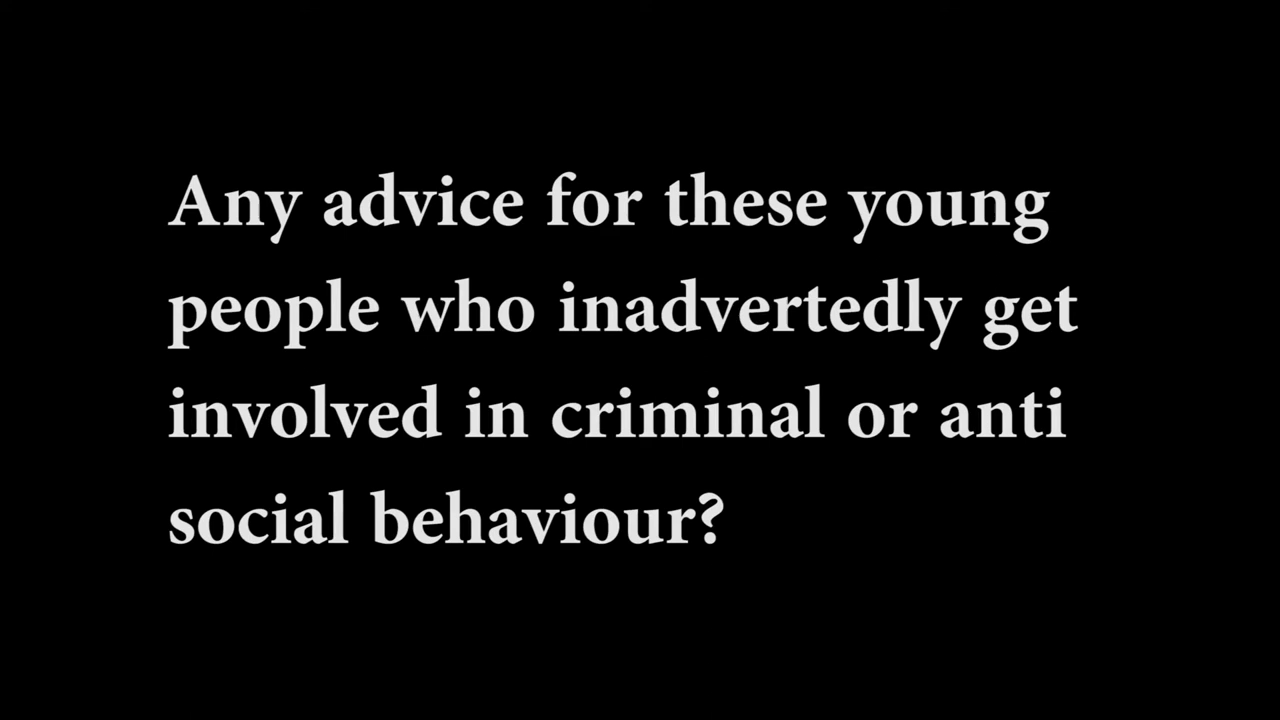 Any advice for these young
people who inadvertedly get
involved in criminal or anti
social behaviour?